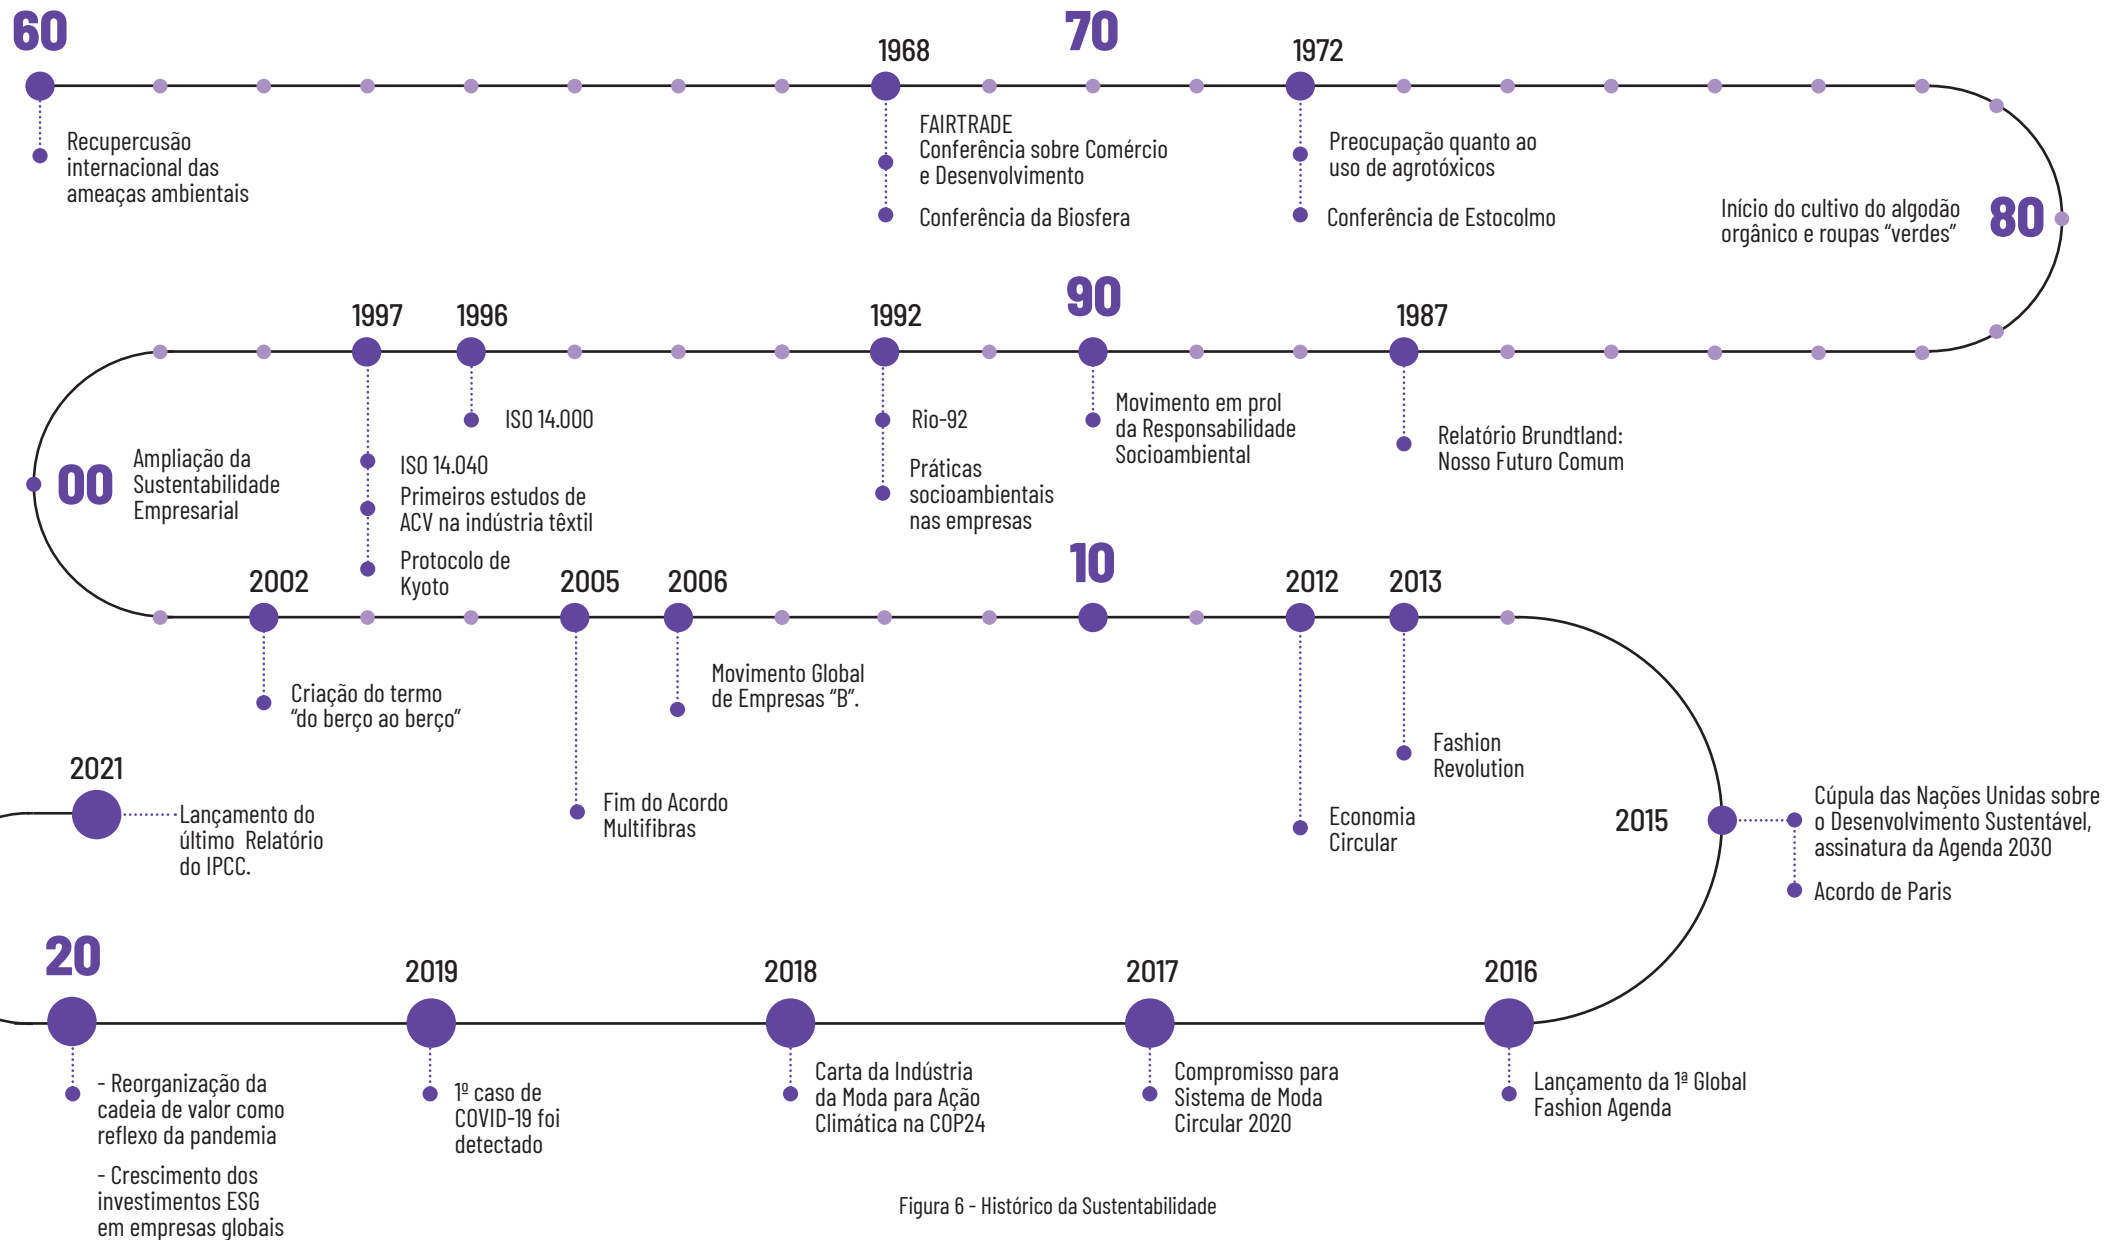 60
Recupercusão
internacional das
ameaças ambientais
1968
FAIRTRADE
Conferência sobre Comércio
e Desenvolvimento
Conferência da Biosfera
70
1972
Preocupação quanto ao
uso de agrotóxicos
Conferência de Estocolmo
80
Início do cultivo do algodão
orgânico e roupas “verdes”
1987
Relatório Brundtland:
Nosso Futuro Comum
90
Movimento em prol
da Responsabilidade
Socioambiental
1992
Rio-92
Práticas
socioambientais
nas empresas
1996
ISO 14.000
1997
ISO 14.040
Primeiros estudos de
ACV na indústria têxtil
Protocolo de
Kyoto
00
Ampliação da
Sustentabilidade
Empresarial
2002
Criação do termo
“do berço ao berço”
2005
Fim do Acordo
Multifibras
2006
Movimento Global
de Empresas “B”.
10
2012
Economia
Circular
2013
Fashion
Revolution
2015
Cúpula das Nações Unidas sobre
o Desenvolvimento Sustentável,
assinatura da Agenda 2030
Acordo de Paris
2016
Lançamento da 1ª Global
Fashion Agenda
2017
Compromisso para
Sistema de Moda
Circular 2020
2018
Carta da Indústria
da Moda para Ação
Climática na COP24
2019
1º caso de
COVID-19 foi
detectado
20
- Reorganização da
cadeia de valor como
reflexo da pandemia
- Crescimento dos
investimentos ESG
em empresas globais
2021
Lançamento do
último Relatório
do IPCC.
Figura 6 - Histórico da Sustentabilidade